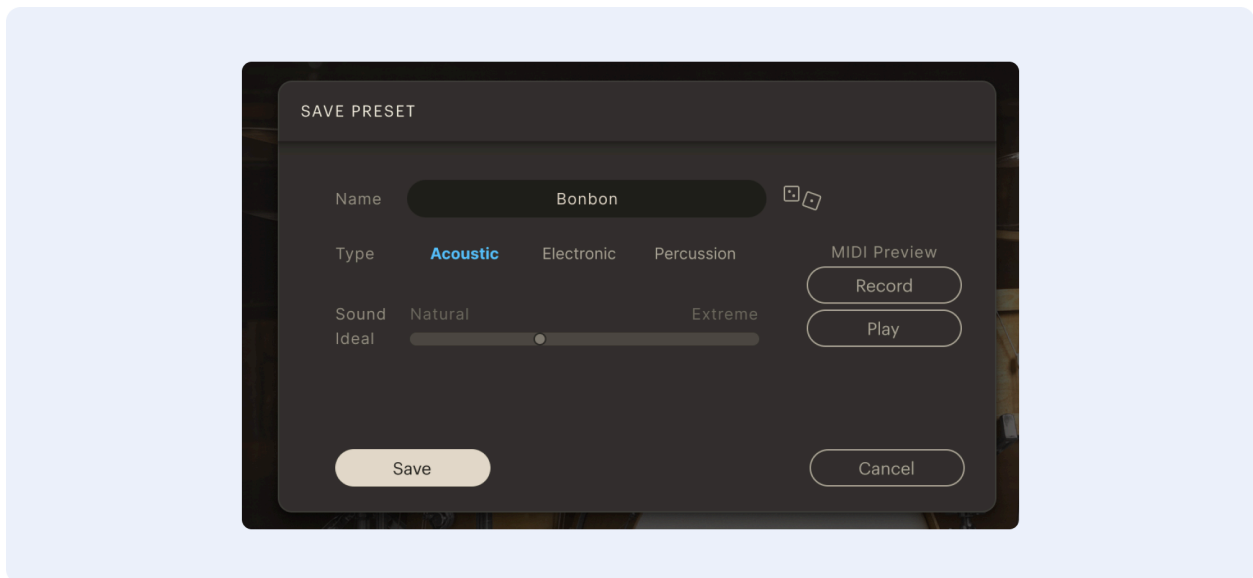 SAVE PRESET
Name Bonbon
Type Acoustic Electronic Percussion
MIDI Preview
Record
Sound Natural Extreme
Ideal
Play
Save Cancel